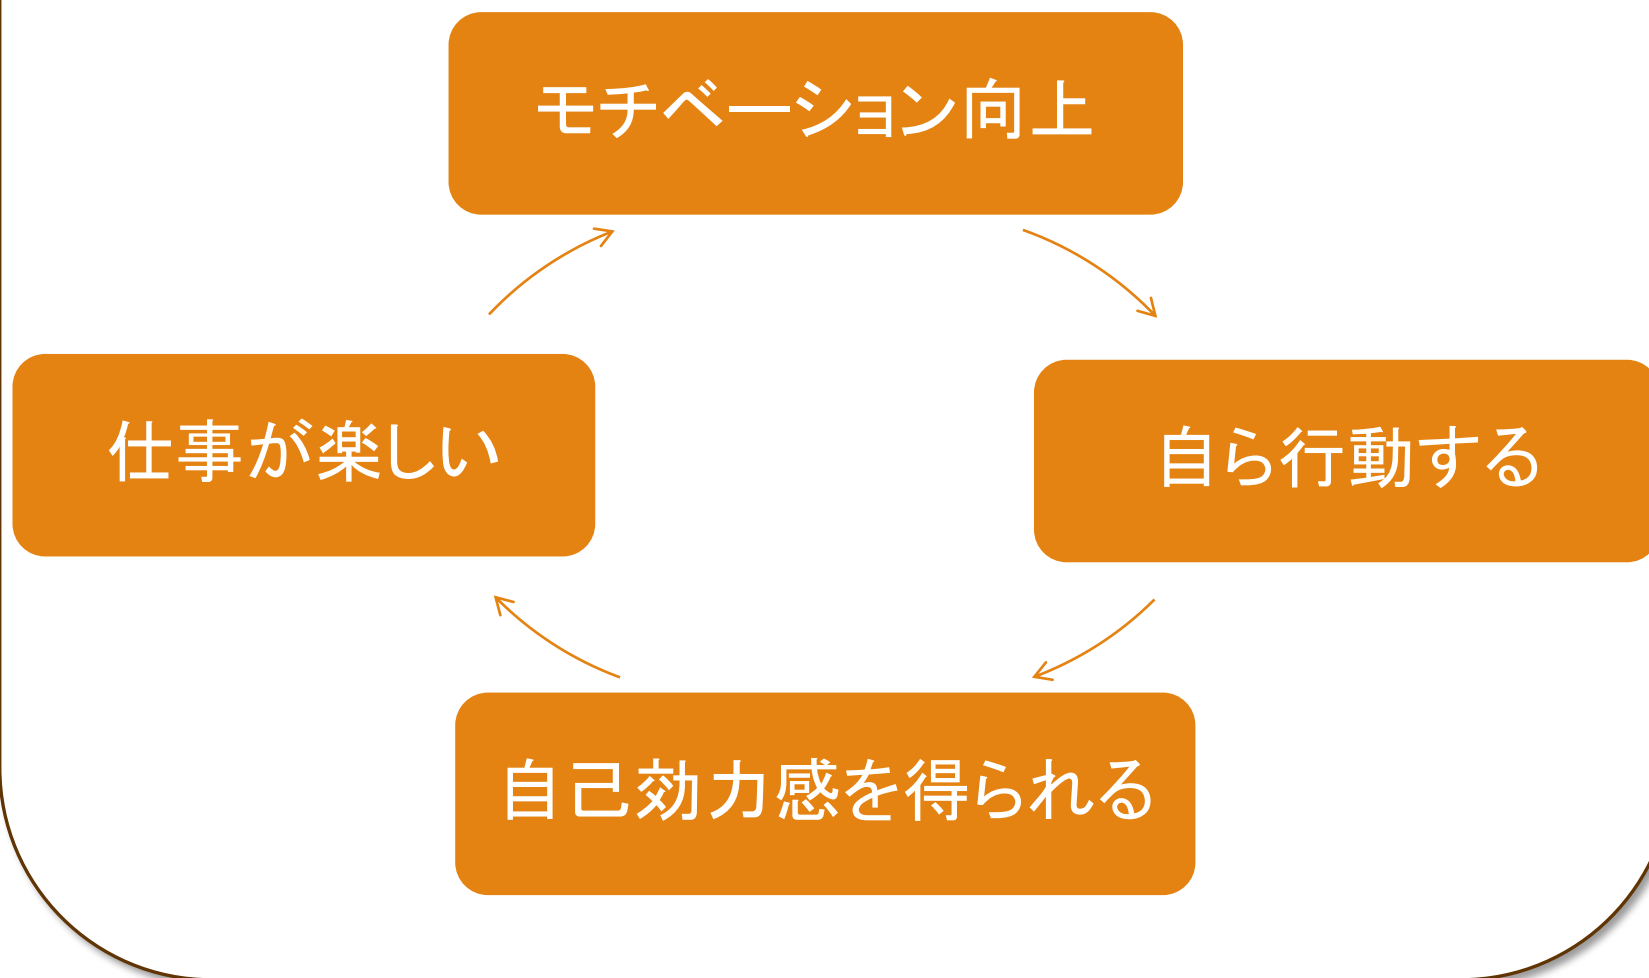 モチベーション向上
仕事が楽しい
自ら行動する
自己効力感を得られる